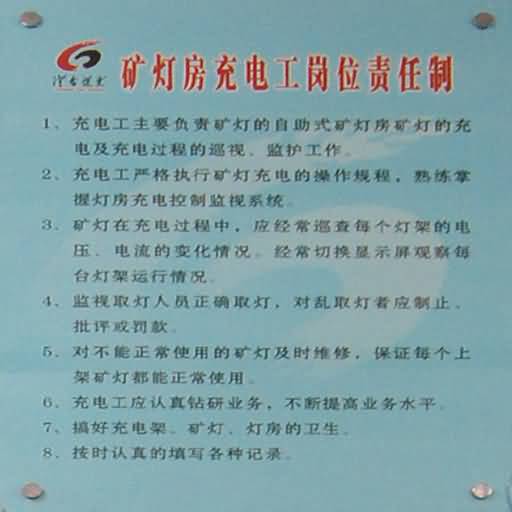 矿灯房充电工岗位责任制
1、充电工主要负责矿灯的自助式矿灯房矿灯的充
电及充电过程的巡视、监护工作。
2、充电工严格执行矿灯充电的操作规程，熟练掌
握灯房充电控制监视系统。
3、矿灯在充电过程中，应经常巡查每个灯架的电
压、电流的变化情况。经常切换显示屏观察每
台灯架运行情况。
4、监视取灯人员正确取灯，对乱取灯者应制止、
批评或罚款。
5、对不能正常使用的矿灯及时维修，保证每个上
架矿灯都能正常使用。
6、充电工应认真钻研业务，不断提高业务水平。
7、搞好充电架、矿灯、灯房的卫生。
8、按时认真的填写各种记录。